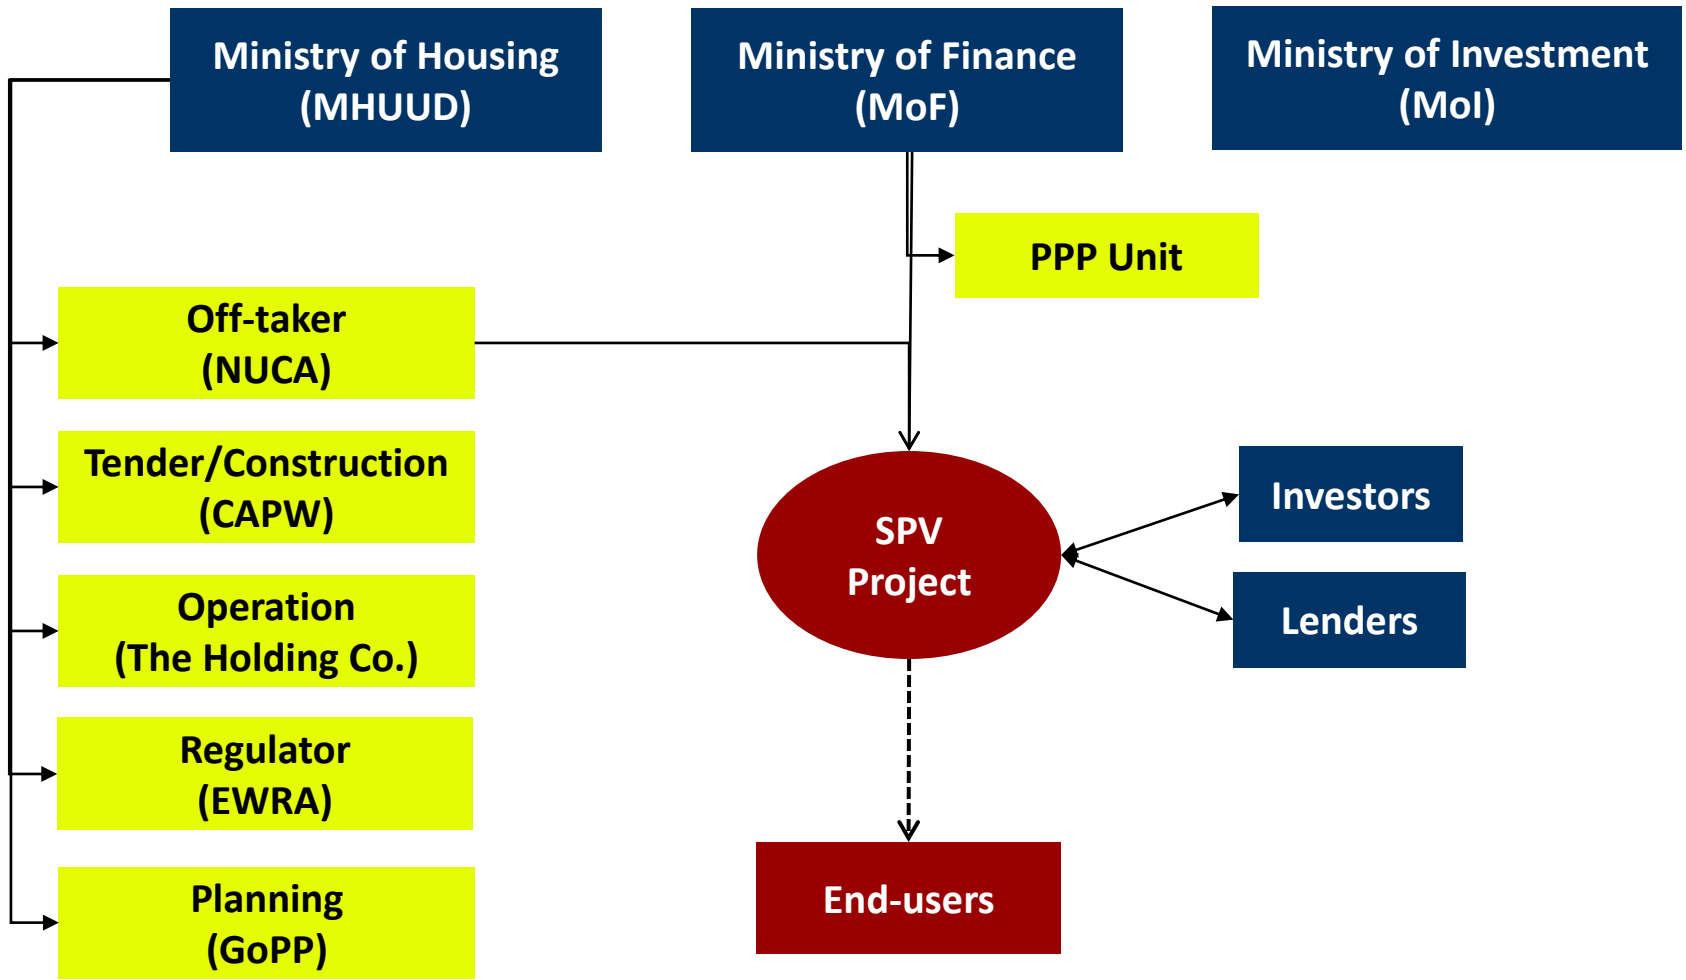 Ministry of Housing
(MHUUD)
Ministry of Finance
(MoF)
Ministry of Investment
(MoI)
PPP Unit
Off-taker
(NUCA)
Tender/Construction
(CAPW)
Operation
(The Holding Co.)
Regulator
(EWRA)
Planning
(GoPP)
SPV
Project
Investors
Lenders
End-users